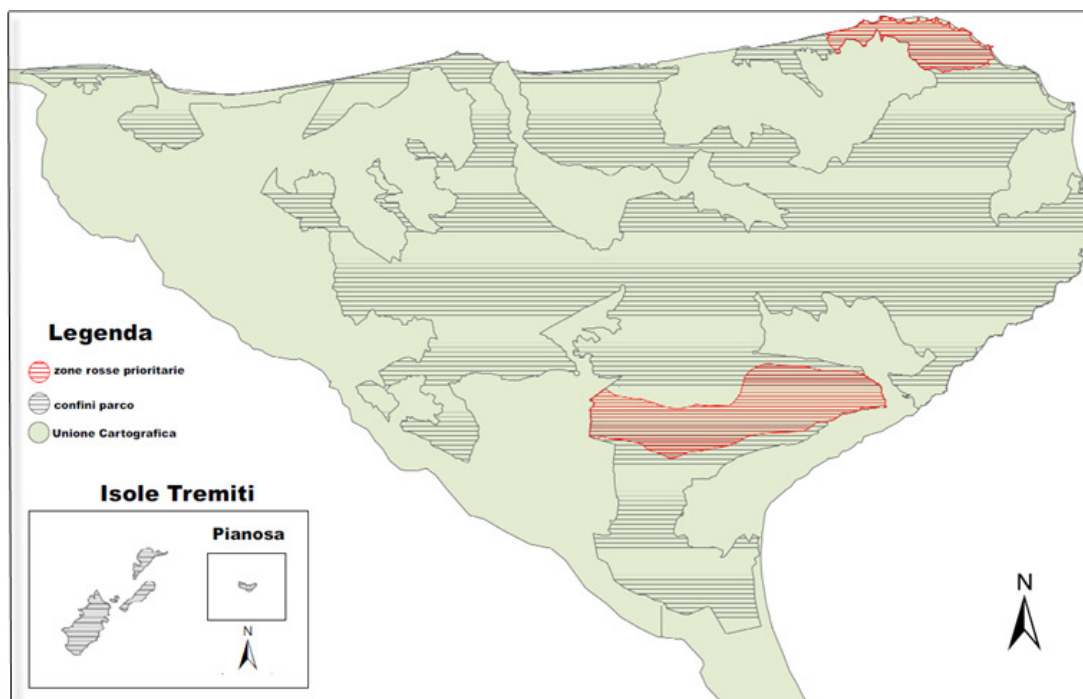 Legenda
zone rosse prioritarie
confini parco
Unione Cartografica
Isole Tremiti
Pianosa
N
N